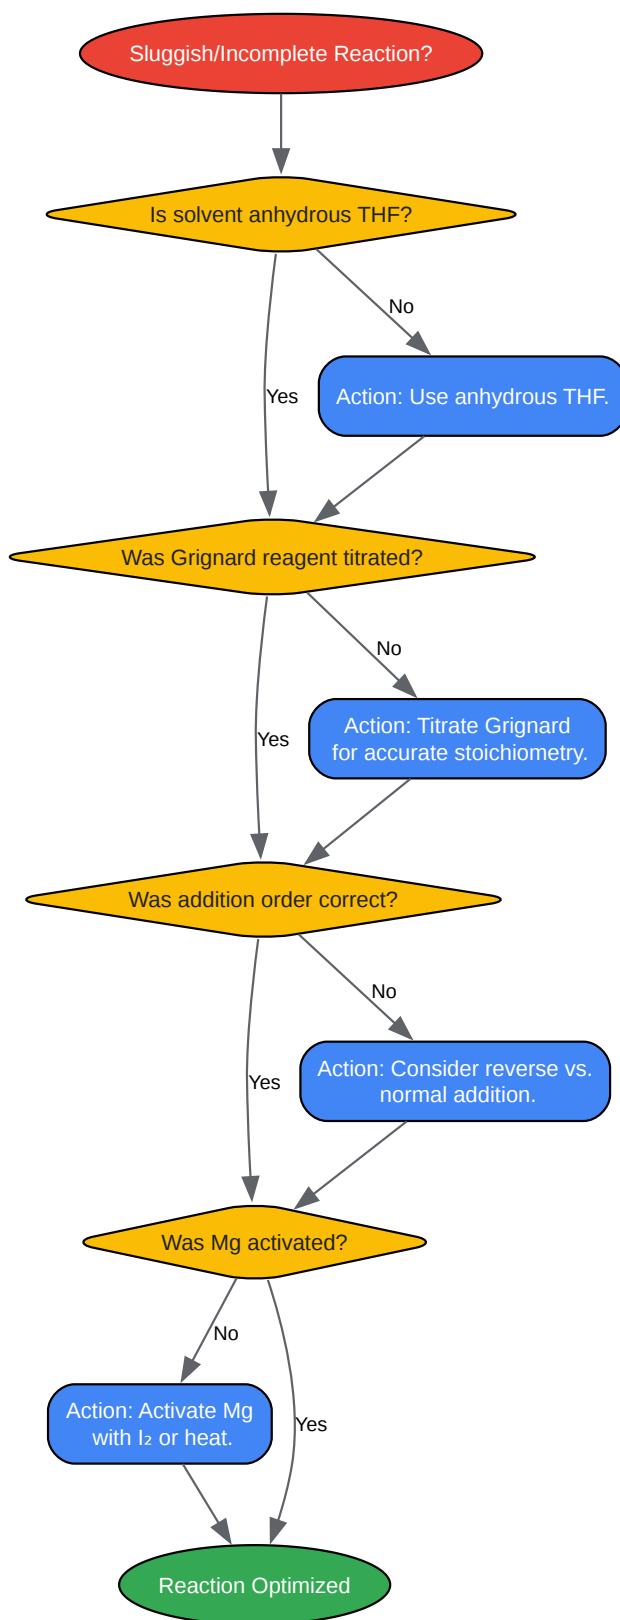 Sluggish/Incomplete Reaction?
Is solvent anhydrous THF?
No
Yes
Action: Use anhydrous THF.
Was Grignard reagent titrated?
No
Yes
Action: Titrate Grignard
for accurate stoichiometry.
Was addition order correct?
No
Yes
Action: Consider reverse vs.
normal addition.
Was Mg activated?
No
Action: Activate Mg
with I₂ or heat.
Yes
Reaction Optimized